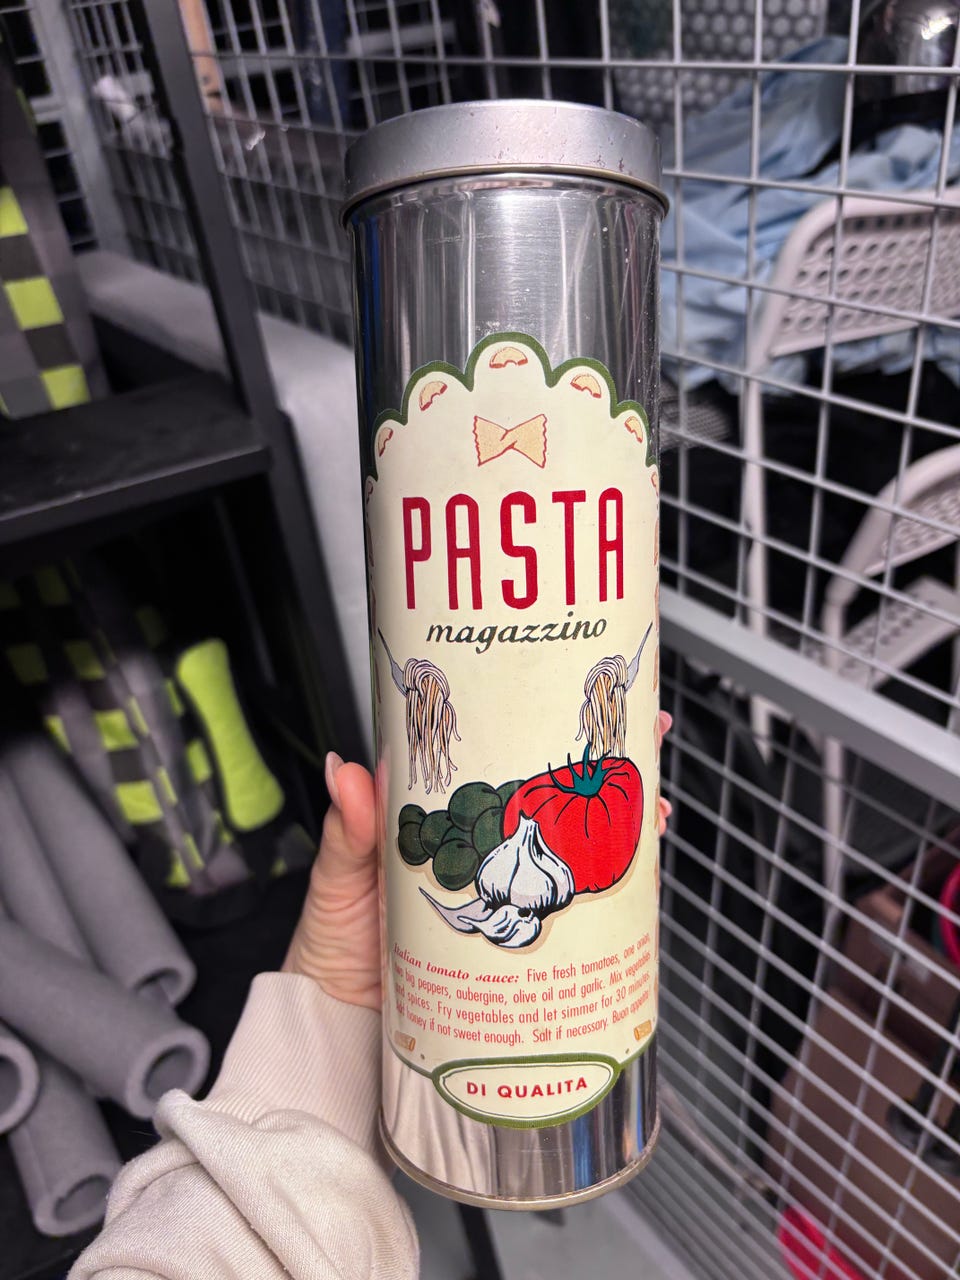 PASTA
magazzino
Italian tomato sauce: Five fresh tomatoes, one onion,
two big peppers, aubergine, olive oil and garlic. Mix vegetables
and spices. Fry vegetables and let simmer for 30 minutes.
Add honey if not sweet enough. Salt if necessary. Buon appetito!
DI QUALITA